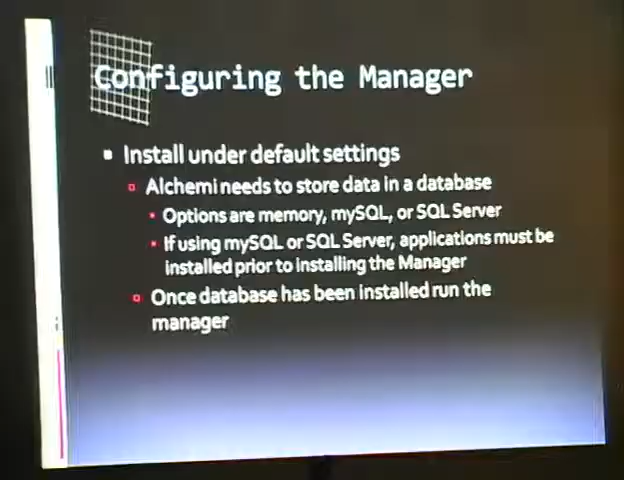 Configuring the Manager
Install under default settings
Alchemi needs to store data in a database
Options are memory, mySQL, or SQL Server
If using mySQL or SQL Server, applications must be
installed prior to installing the Manager
Once database has been installed run the
manager